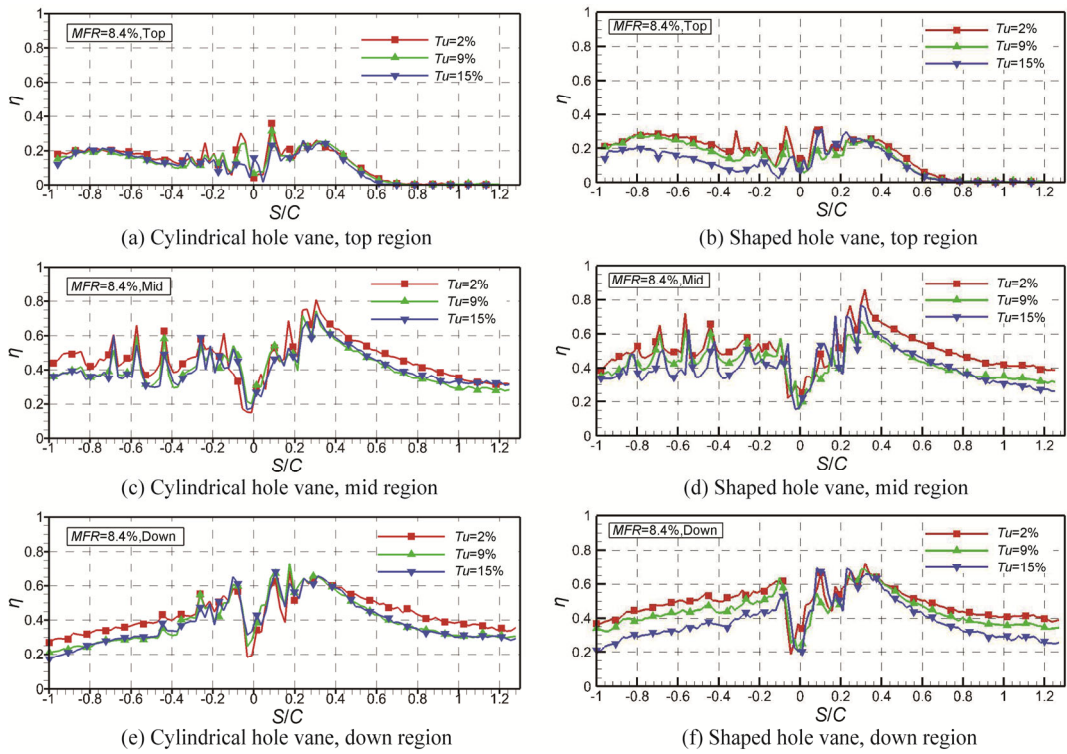 MFR=8.4%,Top
Tu=2%
Tu=9%
Tu=15%
η
1
0.8
0.6
0.4
0.2
0
-1 -0.8 -0.6 -0.4 -0.2 0 0.2 0.4 0.6 0.8 1 1.2
S/C
(a) Cylindrical hole vane, top region
MFR=8.4%,Top
Tu=2%
Tu=9%
Tu=15%
η
1
0.8
0.6
0.4
0.2
0
-1 -0.8 -0.6 -0.4 -0.2 0 0.2 0.4 0.6 0.8 1 1.2
S/C
(b) Shaped hole vane, top region
MFR=8.4%,Mid
Tu=2%
Tu=9%
Tu=15%
η
1
0.8
0.6
0.4
0.2
0
-1 -0.8 -0.6 -0.4 -0.2 0 0.2 0.4 0.6 0.8 1 1.2
S/C
(c) Cylindrical hole vane, mid region
MFR=8.4%,Mid
Tu=2%
Tu=9%
Tu=15%
η
1
0.8
0.6
0.4
0.2
0
-1 -0.8 -0.6 -0.4 -0.2 0 0.2 0.4 0.6 0.8 1 1.2
S/C
(d) Shaped hole vane, mid region
MFR=8.4%,Down
Tu=2%
Tu=9%
Tu=15%
η
1
0.8
0.6
0.4
0.2
0
-1 -0.8 -0.6 -0.4 -0.2 0 0.2 0.4 0.6 0.8 1 1.2
S/C
(e) Cylindrical hole vane, down region
MFR=8.4%,Down
Tu=2%
Tu=9%
Tu=15%
η
1
0.8
0.6
0.4
0.2
0
-1 -0.8 -0.6 -0.4 -0.2 0 0.2 0.4 0.6 0.8 1 1.2
S/C
(f) Shaped hole vane, down region